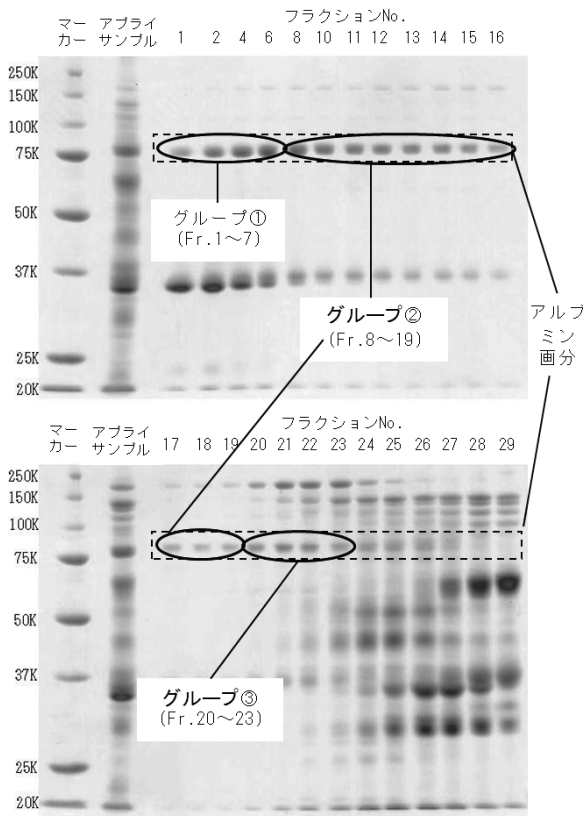 フラクションNo.
マー アプライ
カー サンプル 1 2 4 6 8 10 11 12 13 14 15 16
250K
150K
100K
75K
50K
グループ①
(Fr.1～7)
37K
グループ②
(Fr.8～19)
アルブ
ミン
画分
25K
20K
フラクションNo.
マー アプライ
カー サンプル 17 18 19 20 21 22 23 24 25 26 27 28 29
250K
150K
100K
75K
50K
37K
グループ③
(Fr.20～23)
25K
20K